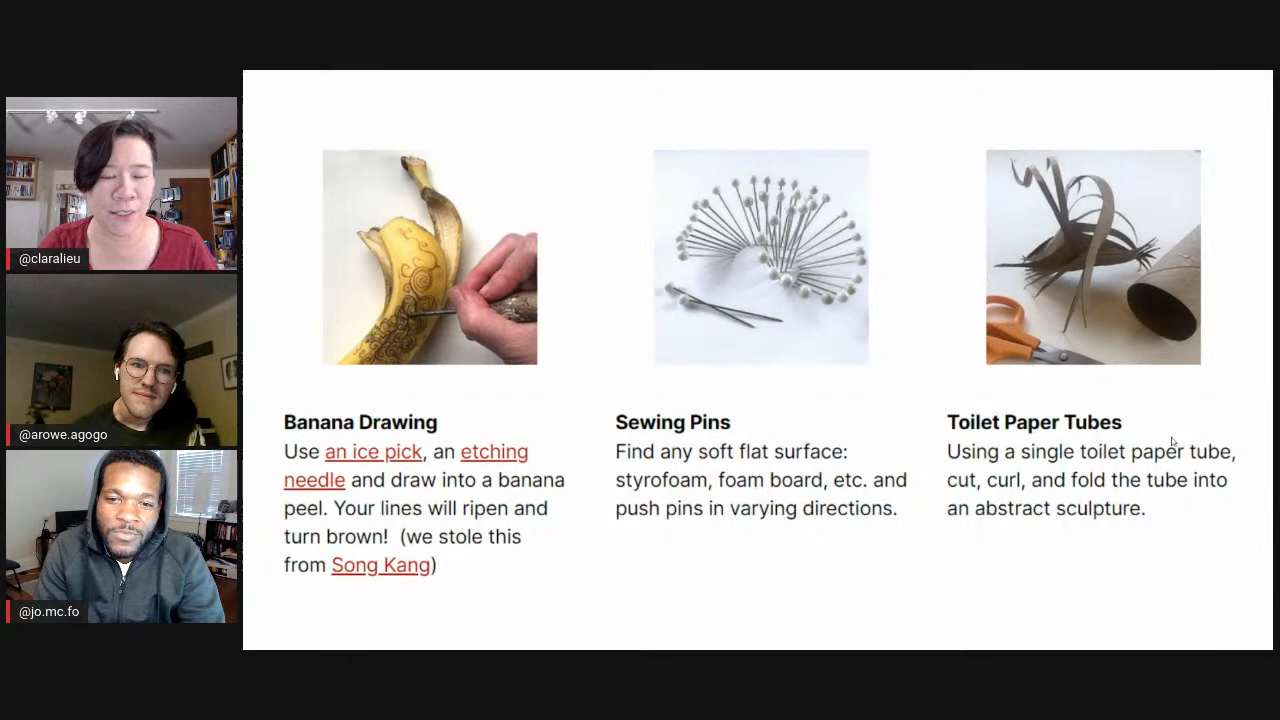 @claralieu
@arowe.agogo
@jo.mc.fo
Banana Drawing
Use an ice pick, an etching
needle and draw into a banana
peel. Your lines will ripen and
turn brown!  (we stole this
from Song Kang)
Sewing Pins
Find any soft flat surface:
styrofoam, foam board, etc. and
push pins in varying directions.
Toilet Paper Tubes
Using a single toilet paper tube,
cut, curl, and fold the tube into
an abstract sculpture.